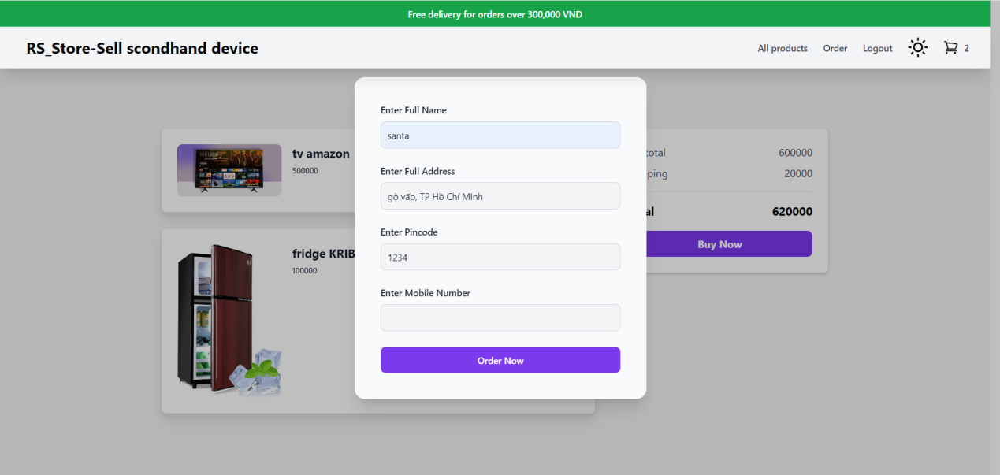 Free delivery for orders over 300,000 VND
RS_Store-Sell scondhand device
All products
Order
Logout
2
Enter Full Name
santa
Enter Full Address
gò vấp, TP Hồ Chí MInh
Enter Pincode
1234
Enter Mobile Number
Order Now
tv amazon
500000
fridge KRIB
100000
total 600000
ping 20000
al 620000
Buy Now